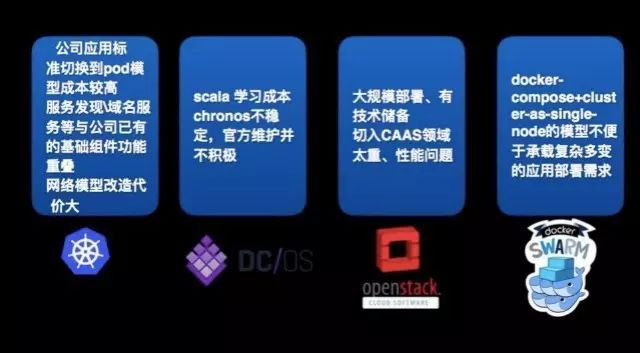 公司应用标
准切换到pod模
型成本较高
服务发现\域名服
务等与公司已有
的基础组件功能
重叠
网络模型改造代
价大
scala 学习成本
chronos不稳
定，官方维护并
不积极
大规模部署、有
技术储备
切入CAAS领域
太重、性能问题
docker-
compose+clust
er-as-single-
node的模型不便
于承载复杂多变
的应用部署需求
DC/OS
openstack.
CLOUD SOFTWARE
docker
SWARM